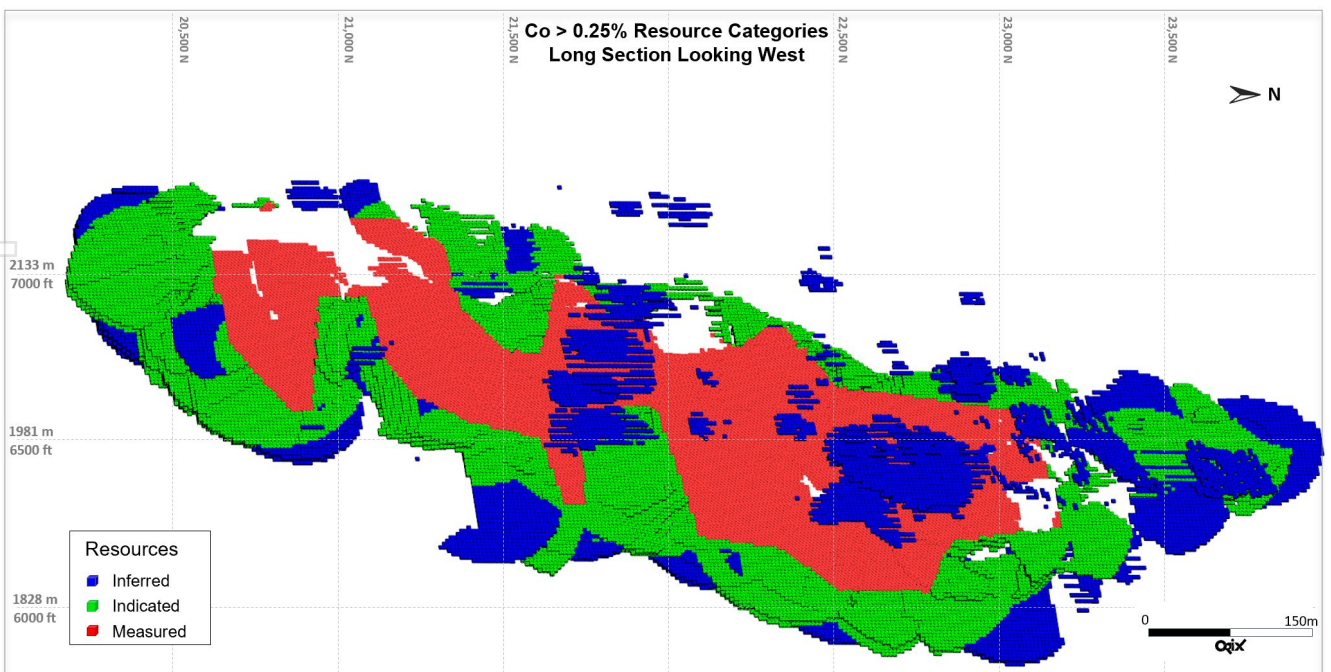 20,500 N
21,000 N
21,500 N
22,500 N
23,000 N
23,500 N
Co > 0.25% Resource Categories
Long Section Looking West
N
2133 m
7000 ft
1981 m
6500 ft
1828 m
6000 ft
Resources
Inferred
Indicated
Measured
0
150m
Orix